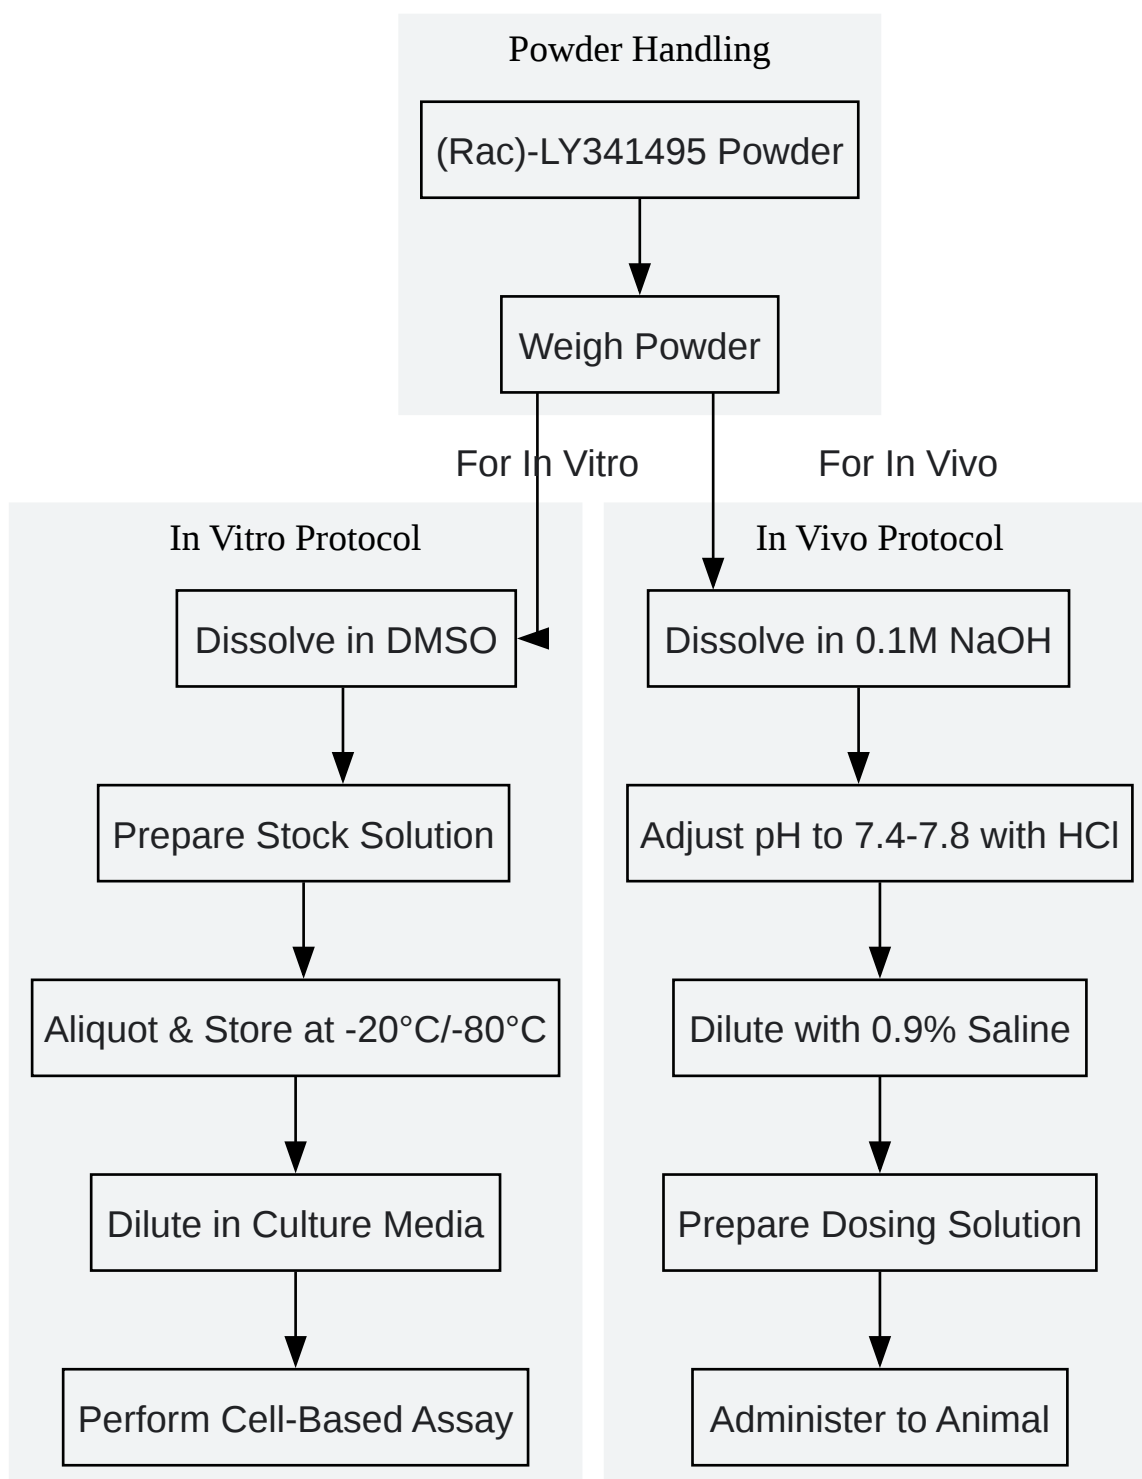 Powder Handling
(Rac)-LY341495 Powder
Weigh Powder
For In Vitro
For In Vivo
In Vitro Protocol
Dissolve in DMSO
Prepare Stock Solution
Aliquot & Store at -20°C/-80°C
Dilute in Culture Media
Perform Cell-Based Assay
In Vivo Protocol
Dissolve in 0.1M NaOH
Adjust pH to 7.4-7.8 with HCl
Dilute with 0.9% Saline
Prepare Dosing Solution
Administer to Animal